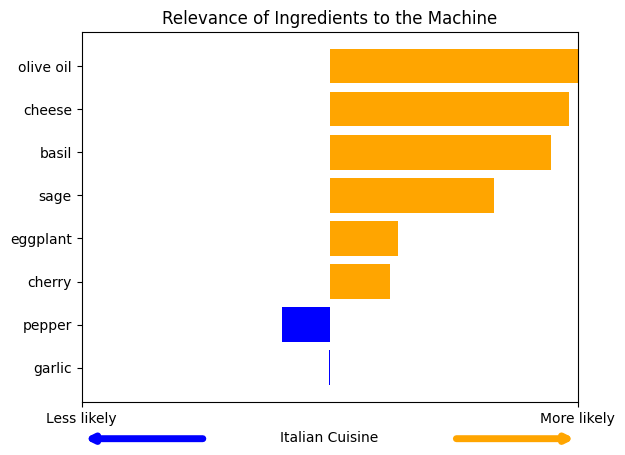 Relevance of Ingredients to the Machine
olive oil
cheese
basil
sage
eggplant
cherry
pepper
garlic
Less likely
More likely
Italian Cuisine